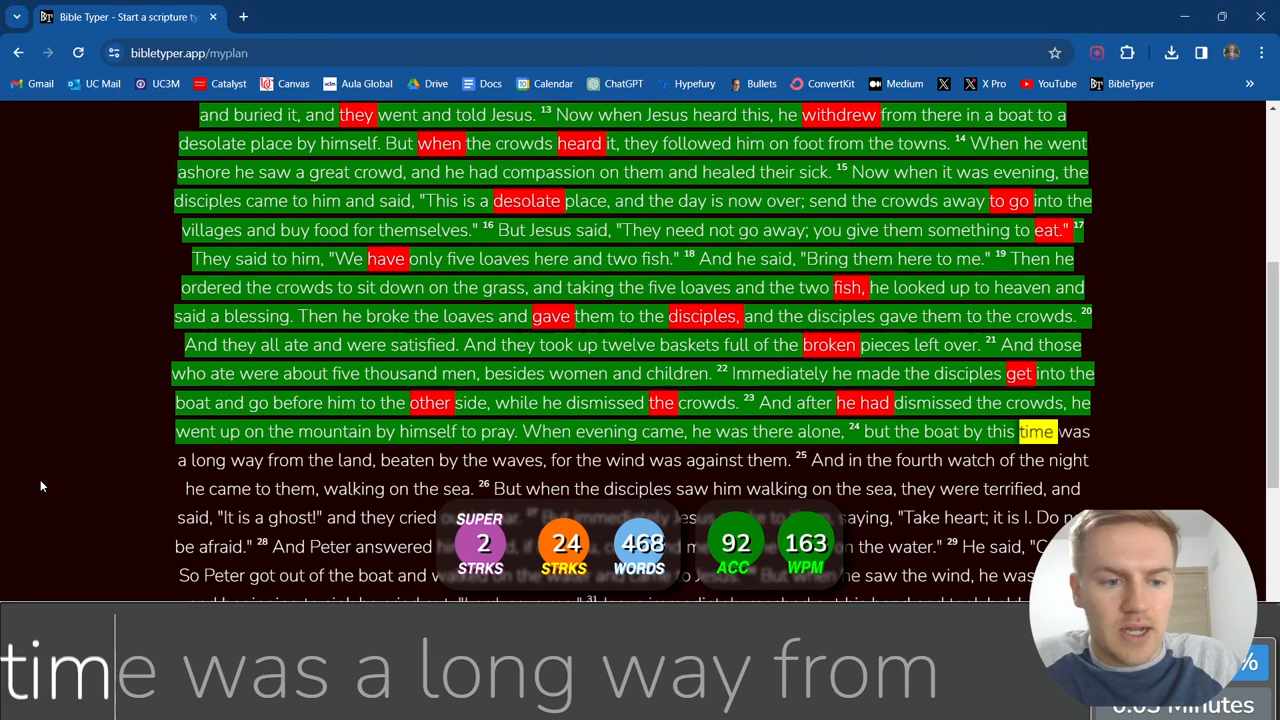 Bible Typer - Start a scripture ty
bibletyper.app/myplan
Gmail UC Mail UC3M Catalyst Canvas Aula Global Drive Docs Calendar ChatGPT Hypefury Bullets ConvertKit Medium X X Pro YouTube BibleTyper
and buried it, and they went and told Jesus. 13 Now when Jesus heard this, he withdrew from there in a boat to a
desolate place by himself. But when the crowds heard it, they followed him on foot from the towns. 14 When he went
ashore he saw a great crowd, and he had compassion on them and healed their sick. 15 Now when it was evening, the
disciples came to him and said, "This is a desolate place, and the day is now over; send the crowds away to go into the
villages and buy food for themselves." 16 But Jesus said, "They need not go away; you give them something to eat." 17
They said to him, "We have only five loaves here and two fish." 18 And he said, "Bring them here to me." 19 Then he
ordered the crowds to sit down on the grass, and taking the five loaves and the two fish, he looked up to heaven and
said a blessing. Then he broke the loaves and gave them to the disciples, and the disciples gave them to the crowds. 20
And they all ate and were satisfied. And they took up twelve baskets full of the broken pieces left over. 21 And those
who ate were about five thousand men, besides women and children. 22 Immediately he made the disciples get into the
boat and go before him to the other side, while he dismissed the crowds. 23 And after he had dismissed the crowds, he
went up on the mountain by himself to pray. When evening came, he was there alone, 24 but the boat by this time was
a long way from the land, beaten by the waves, for the wind was against them. 25 And in the fourth watch of the night
he came to them, walking on the sea. 26 But when the disciples saw him walking on the sea, they were terrified, and
said, "It is a ghost!" and they cried saying, "Take heart; it is I. Do
be afraid." 28 And Peter answered on the water." 29 He said,
So Peter got out of the boat and he saw the wind, he was
SUPER
2
STRKS
24
STRKS
468
WORDS
92
ACC
163
WPM
time was a long way from
%
Minutes